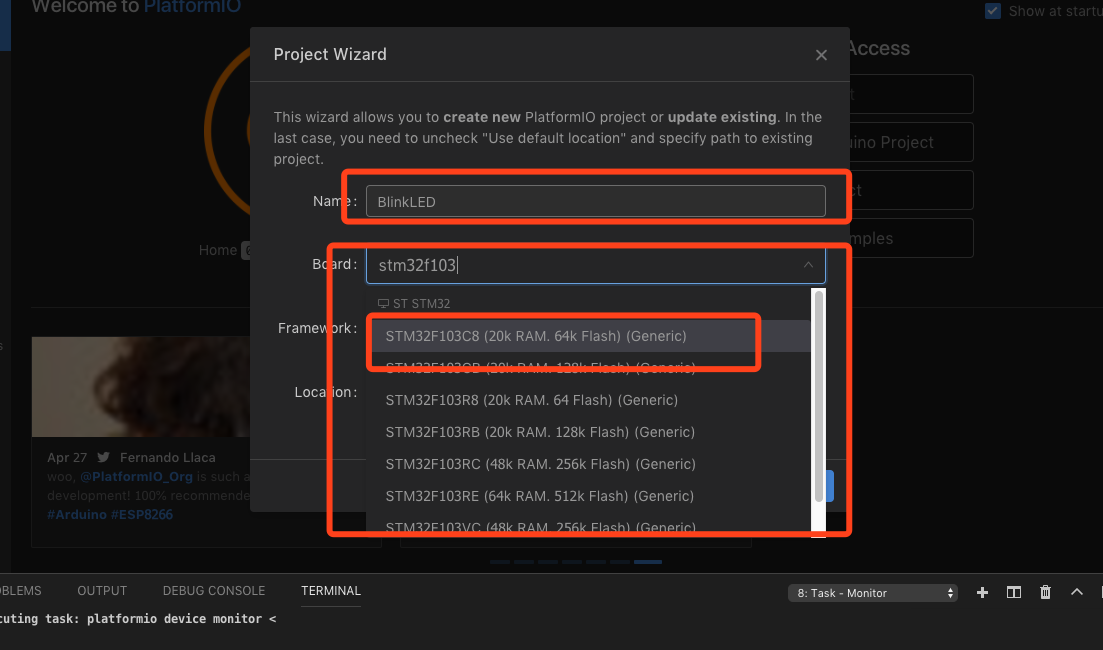 Welcome to PlatformIO
Show at startu
Project Wizard
Access
This wizard allows you to create new PlatformIO project or update existing. In the
last case, you need to uncheck "Use default location" and specify path to existing
project.
ino Project
Name:
BlinkLED
Home
mples
Board:
stm32f103
ST STM32
Framework:
STM32F103C8 (20k RAM. 64k Flash) (Generic)
STM32F103CB (20k RAM. 128k Flash) (Generic)
Location:
STM32F103R8 (20k RAM. 64 Flash) (Generic)
STM32F103RB (20k RAM. 128k Flash) (Generic)
STM32F103RC (48k RAM. 256k Flash) (Generic)
STM32F103RE (64k RAM. 512k Flash) (Generic)
STM32F103VC (48k RAM. 256k Flash) (Generic)
Apr 27 Fernando Llaca
woo, @PlatformIO_Org is such a
development! 100% recommende
#Arduino #ESP8266
OBLEMS OUTPUT DEBUG CONSOLE TERMINAL
8: Task - Monitor
cuting task: platformio device monitor <